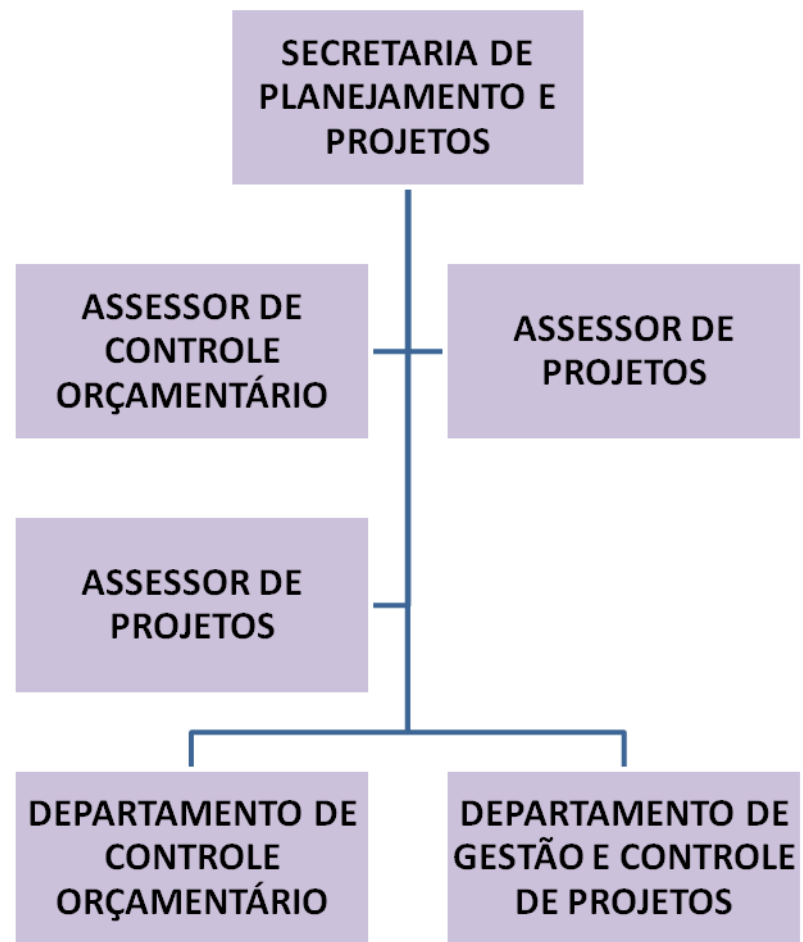 SECRETARIA DE
PLANEJAMENTO E
PROJETOS
ASSESSOR DE
CONTROLE
ORÇAMENTÁRIO
ASSESSOR DE
PROJETOS
ASSESSOR DE
PROJETOS
DEPARTAMENTO DE
CONTROLE
ORÇAMENTÁRIO
DEPARTAMENTO DE
GESTÃO E CONTROLE
DE PROJETOS